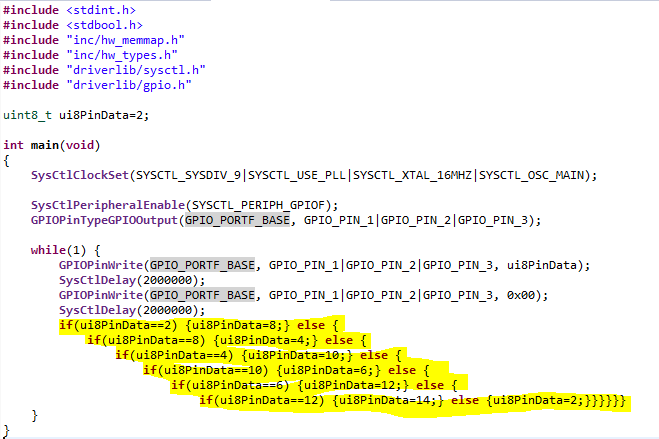 #include <stdint.h>
#include <stdbool.h>
#include "inc/hw_memmap.h"
#include "inc/hw_types.h"
#include "driverlib/sysctl.h"
#include "driverlib/gpio.h"

uint8_t ui8PinData=2;

int main(void)
{
    SysCtlClockSet(SYSCTL_SYSDIV_9|SYSCTL_USE_PLL|SYSCTL_XTAL_16MHZ|SYSCTL_OSC_MAIN);

    SysCtlPeripheralEnable(SYSCTL_PERIPH_GPIOF);
    GPIOPinTypeGPIOOutput(GPIO_PORTF_BASE, GPIO_PIN_1|GPIO_PIN_2|GPIO_PIN_3);

    while(1) {
        GPIOPinWrite(GPIO_PORTF_BASE, GPIO_PIN_1|GPIO_PIN_2|GPIO_PIN_3, ui8PinData);
        SysCtlDelay(2000000);
        GPIOPinWrite(GPIO_PORTF_BASE, GPIO_PIN_1|GPIO_PIN_2|GPIO_PIN_3, 0x00);
        SysCtlDelay(2000000);
        if(ui8PinData==2) {ui8PinData=8;} else {
            if(ui8PinData==8) {ui8PinData=4;} else {
                if(ui8PinData==4) {ui8PinData=10;} else {
                    if(ui8PinData==10) {ui8PinData=6;} else {
                        if(ui8PinData==6) {ui8PinData=12;} else {
                            if(ui8PinData==12) {ui8PinData=14;} else {ui8PinData=2;}}}}}}
    }
}